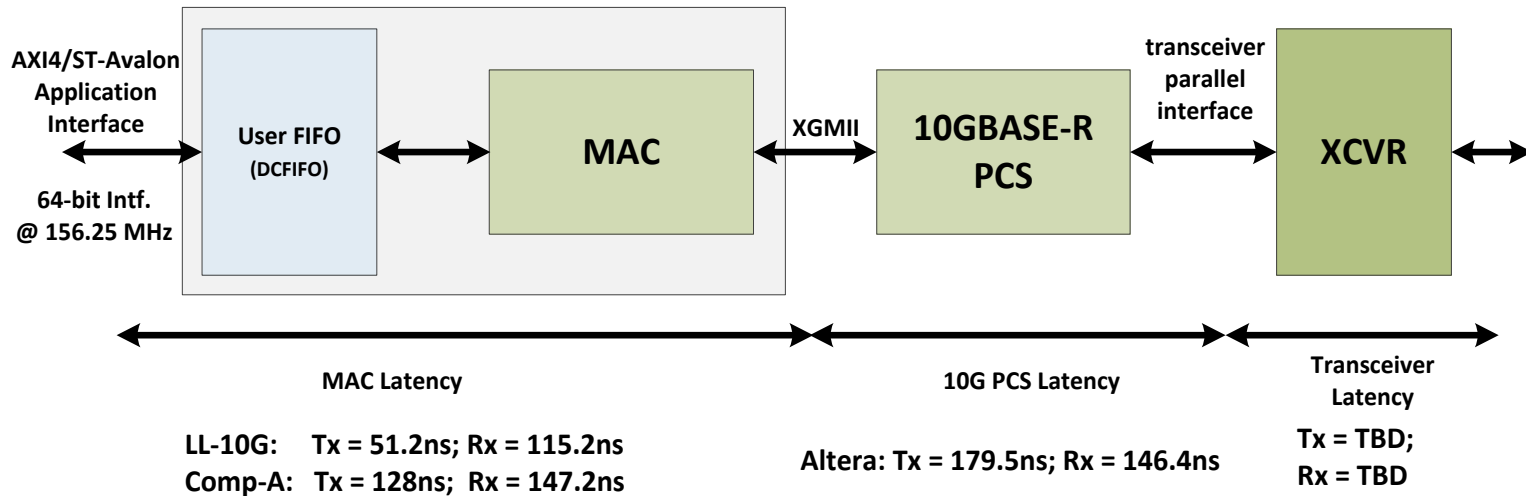 AXI4/ST-Avalon
Application
Interface
64-bit Intf.
@ 156.25 MHz
User FIFO
(DCFIFO)
MAC
XGMII
10GBASE-R
PCS
transceiver
parallel
interface
XCVR
MAC Latency
LL-10G: Tx = 51.2ns; Rx = 115.2ns
Comp-A: Tx = 128ns; Rx = 147.2ns
10G PCS Latency
Altera: Tx = 179.5ns; Rx = 146.4ns
Transceiver
Latency
Tx = TBD;
Rx = TBD